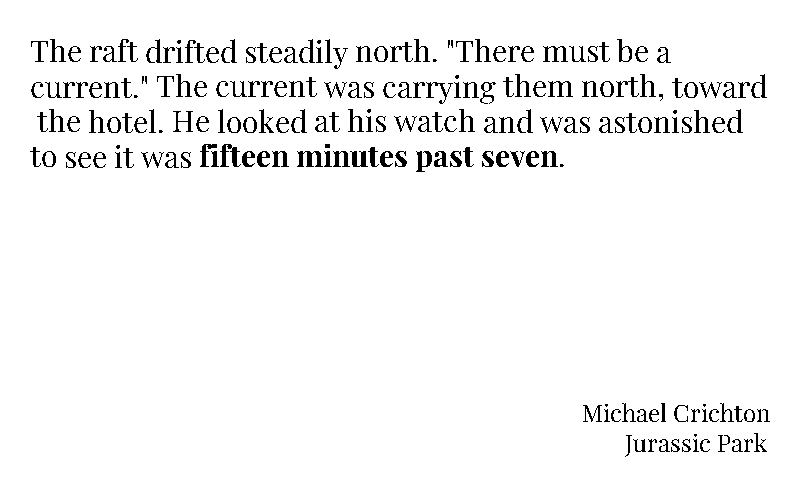 The raft drifted steadily north. "There must be a
current." The current was carrying them north, toward
the hotel. He looked at his watch and was astonished
to see it was fifteen minutes past seven.
Michael Crichton
Jurassic Park